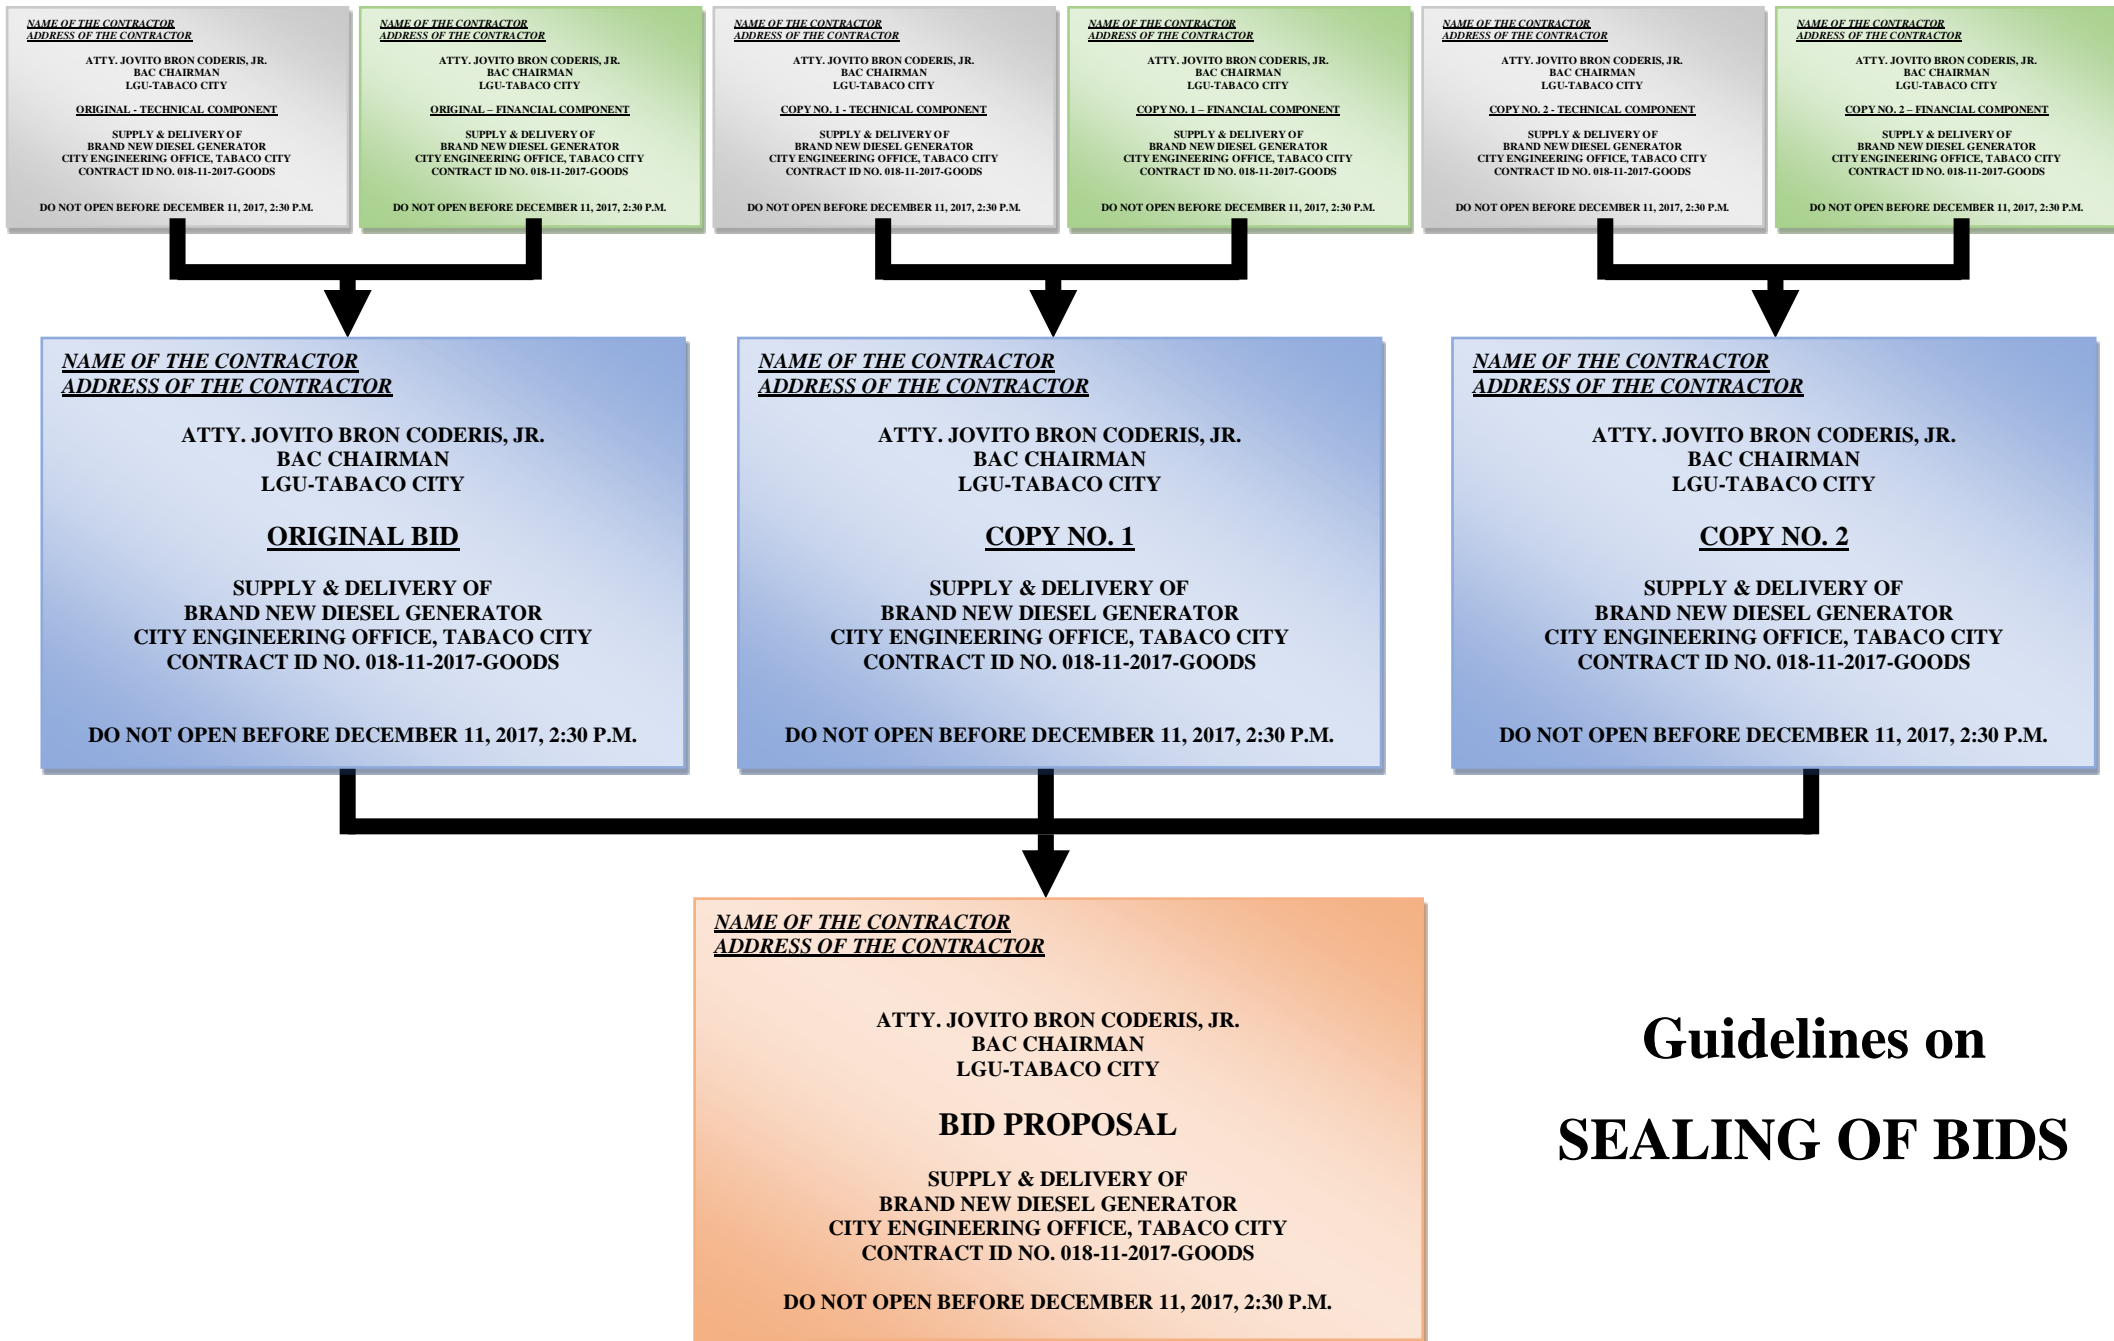 NAME OF THE CONTRACTOR
ADDRESS OF THE CONTRACTOR
ATTY. JOVITO BRON CODERIS, JR.
BAC CHAIRMAN
LGU-TABACO CITY
ORIGINAL - TECHNICAL COMPONENT
SUPPLY & DELIVERY OF
BRAND NEW DIESEL GENERATOR
CITY ENGINEERING OFFICE, TABACO CITY
CONTRACT ID NO. 018-11-2017-GOODS
DO NOT OPEN BEFORE DECEMBER 11, 2017, 2:30 P.M.
NAME OF THE CONTRACTOR
ADDRESS OF THE CONTRACTOR
ATTY. JOVITO BRON CODERIS, JR.
BAC CHAIRMAN
LGU-TABACO CITY
ORIGINAL – FINANCIAL COMPONENT
SUPPLY & DELIVERY OF
BRAND NEW DIESEL GENERATOR
CITY ENGINEERING OFFICE, TABACO CITY
CONTRACT ID NO. 018-11-2017-GOODS
DO NOT OPEN BEFORE DECEMBER 11, 2017, 2:30 P.M.
NAME OF THE CONTRACTOR
ADDRESS OF THE CONTRACTOR
ATTY. JOVITO BRON CODERIS, JR.
BAC CHAIRMAN
LGU-TABACO CITY
COPY NO. 1 - TECHNICAL COMPONENT
SUPPLY & DELIVERY OF
BRAND NEW DIESEL GENERATOR
CITY ENGINEERING OFFICE, TABACO CITY
CONTRACT ID NO. 018-11-2017-GOODS
DO NOT OPEN BEFORE DECEMBER 11, 2017, 2:30 P.M.
NAME OF THE CONTRACTOR
ADDRESS OF THE CONTRACTOR
ATTY. JOVITO BRON CODERIS, JR.
BAC CHAIRMAN
LGU-TABACO CITY
COPY NO. 1 – FINANCIAL COMPONENT
SUPPLY & DELIVERY OF
BRAND NEW DIESEL GENERATOR
CITY ENGINEERING OFFICE, TABACO CITY
CONTRACT ID NO. 018-11-2017-GOODS
DO NOT OPEN BEFORE DECEMBER 11, 2017, 2:30 P.M.
NAME OF THE CONTRACTOR
ADDRESS OF THE CONTRACTOR
ATTY. JOVITO BRON CODERIS, JR.
BAC CHAIRMAN
LGU-TABACO CITY
COPY NO. 2 - TECHNICAL COMPONENT
SUPPLY & DELIVERY OF
BRAND NEW DIESEL GENERATOR
CITY ENGINEERING OFFICE, TABACO CITY
CONTRACT ID NO. 018-11-2017-GOODS
DO NOT OPEN BEFORE DECEMBER 11, 2017, 2:30 P.M.
NAME OF THE CONTRACTOR
ADDRESS OF THE CONTRACTOR
ATTY. JOVITO BRON CODERIS, JR.
BAC CHAIRMAN
LGU-TABACO CITY
COPY NO. 2 – FINANCIAL COMPONENT
SUPPLY & DELIVERY OF
BRAND NEW DIESEL GENERATOR
CITY ENGINEERING OFFICE, TABACO CITY
CONTRACT ID NO. 018-11-2017-GOODS
DO NOT OPEN BEFORE DECEMBER 11, 2017, 2:30 P.M.
NAME OF THE CONTRACTOR
ADDRESS OF THE CONTRACTOR
ATTY. JOVITO BRON CODERIS, JR.
BAC CHAIRMAN
LGU-TABACO CITY
ORIGINAL BID
SUPPLY & DELIVERY OF
BRAND NEW DIESEL GENERATOR
CITY ENGINEERING OFFICE, TABACO CITY
CONTRACT ID NO. 018-11-2017-GOODS
DO NOT OPEN BEFORE DECEMBER 11, 2017, 2:30 P.M.
NAME OF THE CONTRACTOR
ADDRESS OF THE CONTRACTOR
ATTY. JOVITO BRON CODERIS, JR.
BAC CHAIRMAN
LGU-TABACO CITY
COPY NO. 1
SUPPLY & DELIVERY OF
BRAND NEW DIESEL GENERATOR
CITY ENGINEERING OFFICE, TABACO CITY
CONTRACT ID NO. 018-11-2017-GOODS
DO NOT OPEN BEFORE DECEMBER 11, 2017, 2:30 P.M.
NAME OF THE CONTRACTOR
ADDRESS OF THE CONTRACTOR
ATTY. JOVITO BRON CODERIS, JR.
BAC CHAIRMAN
LGU-TABACO CITY
COPY NO. 2
SUPPLY & DELIVERY OF
BRAND NEW DIESEL GENERATOR
CITY ENGINEERING OFFICE, TABACO CITY
CONTRACT ID NO. 018-11-2017-GOODS
DO NOT OPEN BEFORE DECEMBER 11, 2017, 2:30 P.M.
NAME OF THE CONTRACTOR
ADDRESS OF THE CONTRACTOR
ATTY. JOVITO BRON CODERIS, JR.
BAC CHAIRMAN
LGU-TABACO CITY
BID PROPOSAL
SUPPLY & DELIVERY OF
BRAND NEW DIESEL GENERATOR
CITY ENGINEERING OFFICE, TABACO CITY
CONTRACT ID NO. 018-11-2017-GOODS
DO NOT OPEN BEFORE DECEMBER 11, 2017, 2:30 P.M.
Guidelines on
SEALING OF BIDS